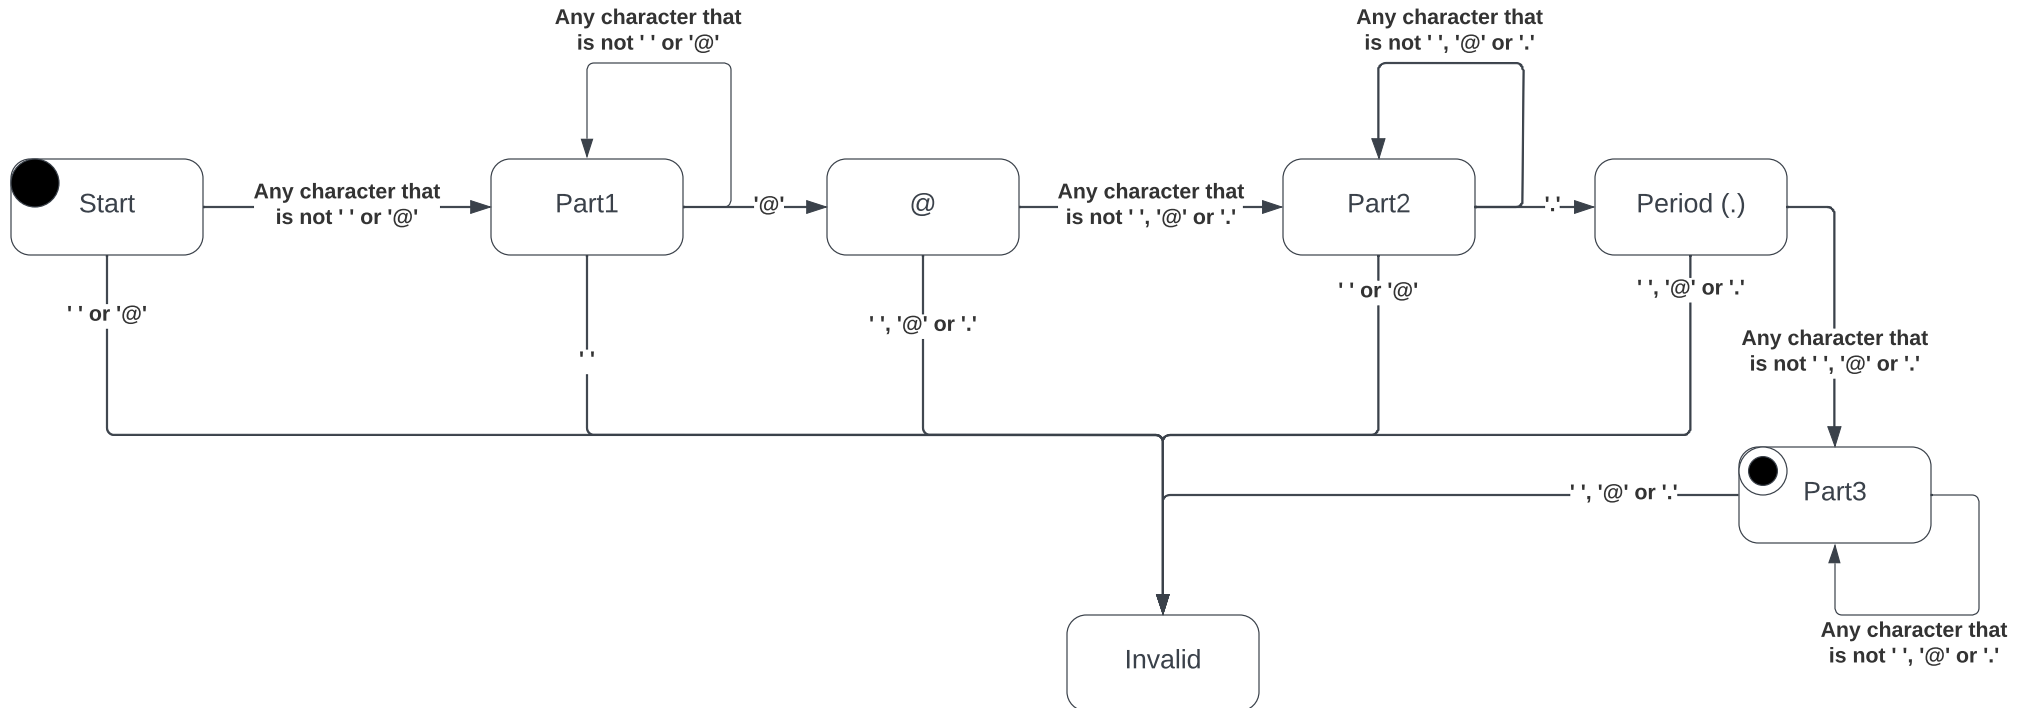 Any character that
is not ' ' or '@'
Any character that
is not ' ', '@' or '.'
Start
Any character that
is not ' ' or '@'
Part1
'@'
@
Any character that
is not ' ', '@' or '.'
Part2
'.'
Period (.)
' ' or '@'
' '
' ', '@' or '.'
' ' or '@'
' ', '@' or '.'
Any character that
is not ' ', '@' or '.'
' ', '@' or '.'
Part3
Any character that
is not ' ', '@' or '.'
Invalid